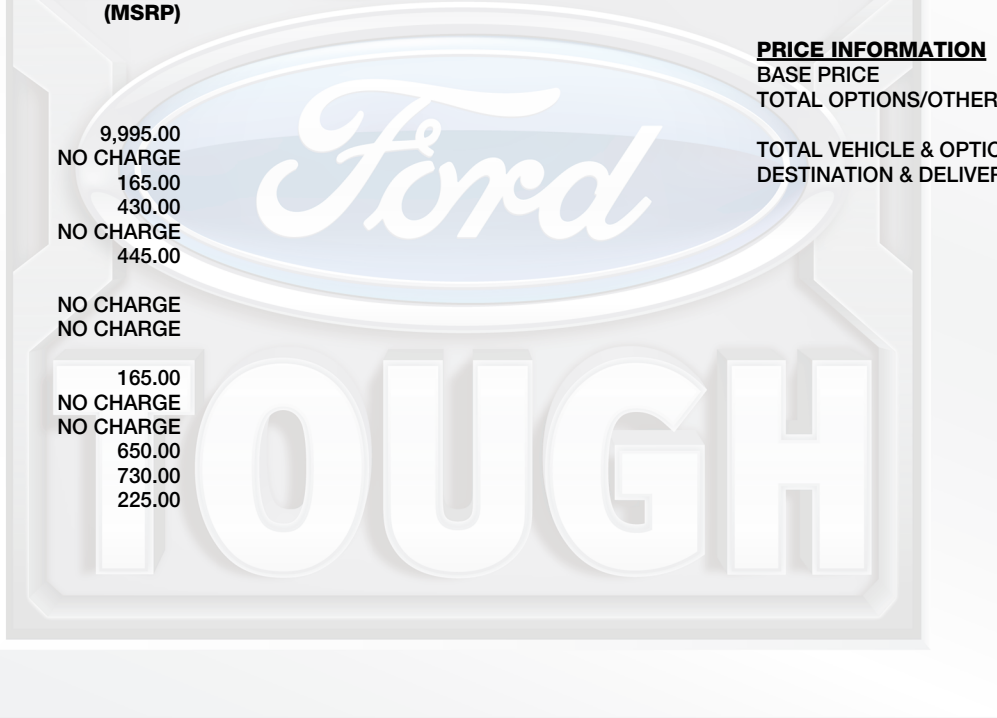 (MSRP)
9,995.00
NO CHARGE
165.00
430.00
NO CHARGE
445.00
NO CHARGE
NO CHARGE
165.00
NO CHARGE
NO CHARGE
650.00
730.00
225.00
PRICE INFORMATION
BASE PRICE
TOTAL OPTIONS/OTHER
TOTAL VEHICLE & OPTIO
DESTINATION & DELIVER
Ford
TOUGH